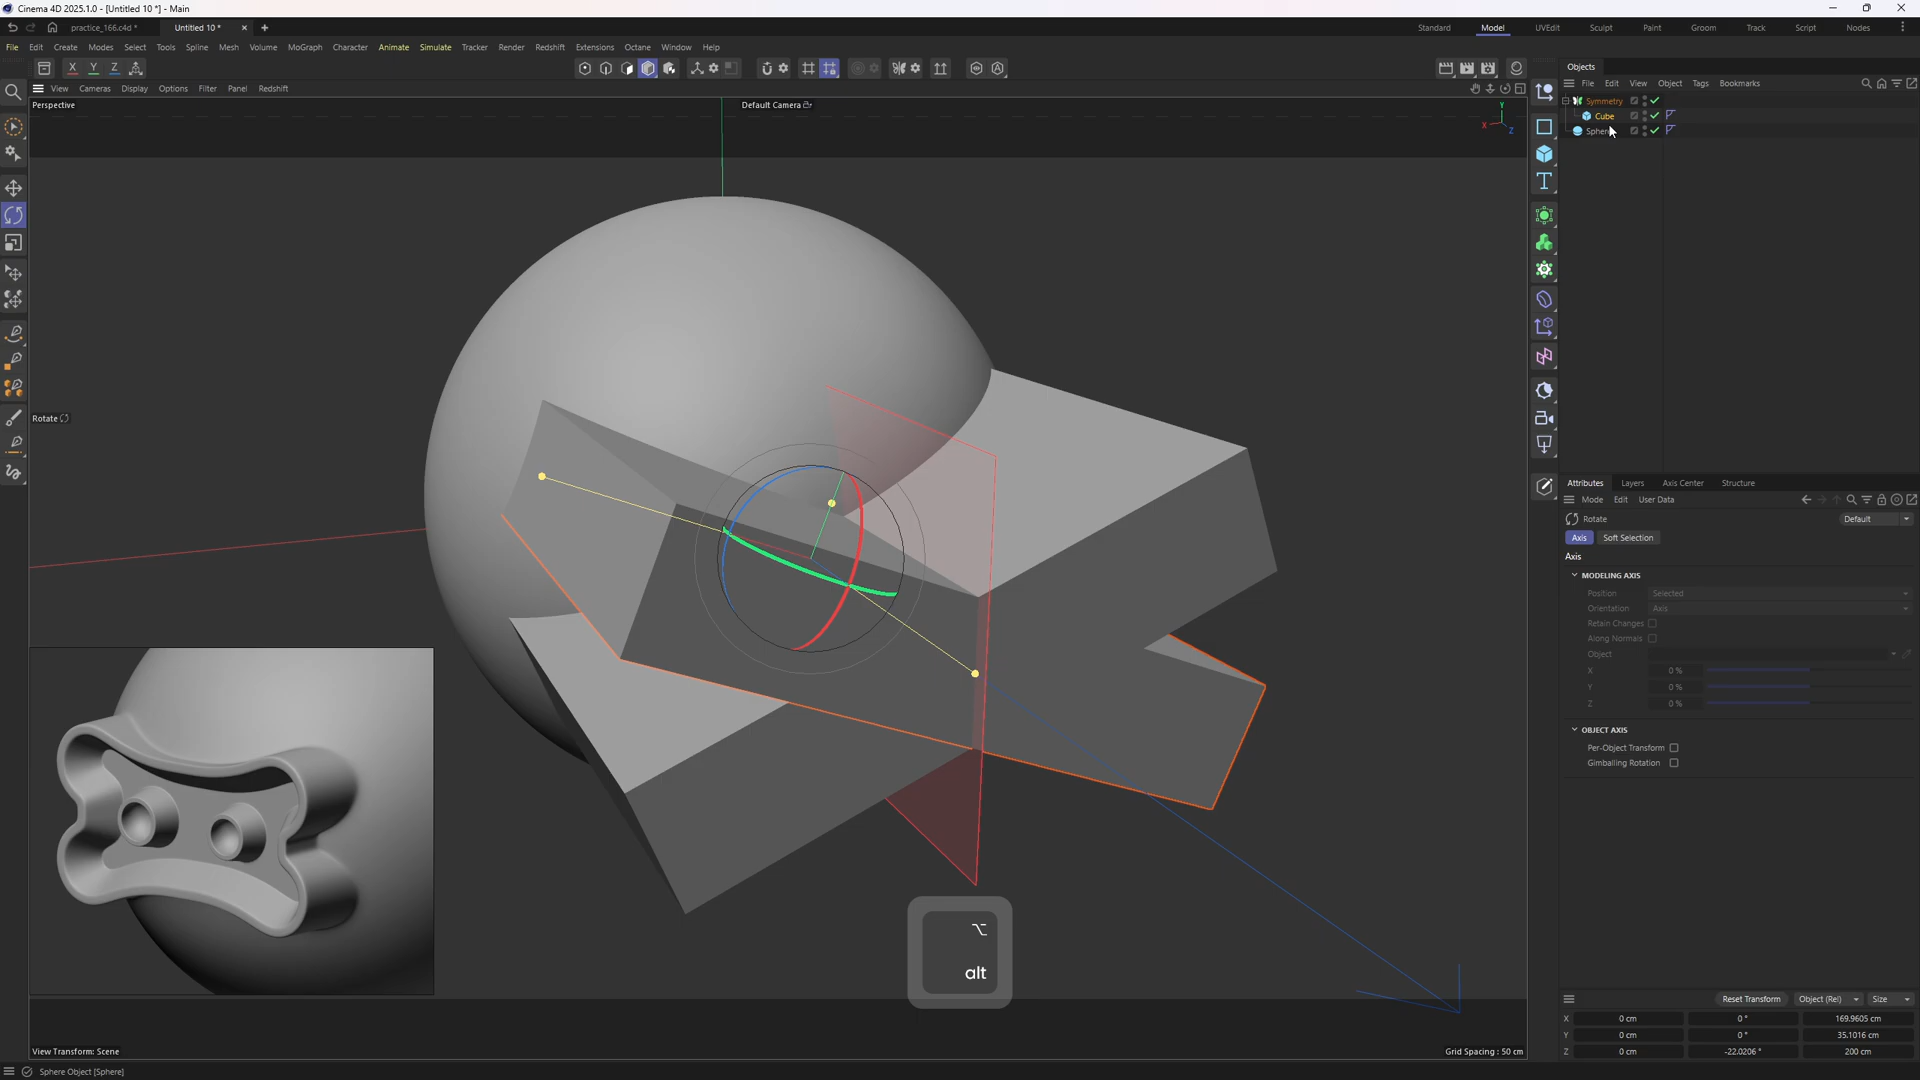 Cinema 4D 2025.1.0 - [Untitled 10 *] - Main
practice_166.c4d *
Untitled 10 *
Standard Model UVEdit Sculpt Paint Groom Track Script Nodes
File Edit Create Modes Select Tools Spline Mesh Volume MoGraph Character Animate Simulate Tracker Render Redshift Extensions Octane Window Help
X Y Z
View Cameras Display Options Filter Panel Redshift
Perspective
Default Camera
Y
X
Z
Rotate
alt
View Transform: Scene
Grid Spacing : 50 cm
Sphere Object [Sphere]
Objects
File Edit View Object Tags Bookmarks
Symmetry
Cube
Sphere
Attributes Layers Axis Center Structure
Mode Edit User Data
Rotate
Default
Axis Soft Selection
Axis
MODELING AXIS
Position Selected
Orientation Axis
Retain Changes
Along Normals
Object
X 0 %
Y 0 %
Z 0 %
OBJECT AXIS
Per-Object Transform
Gimballing Rotation
Reset Transform Object (Rel) Size
X 0 cm 0 ° 169.9605 cm
Y 0 cm 0 ° 35.1016 cm
Z 0 cm -22.0206 ° 200 cm